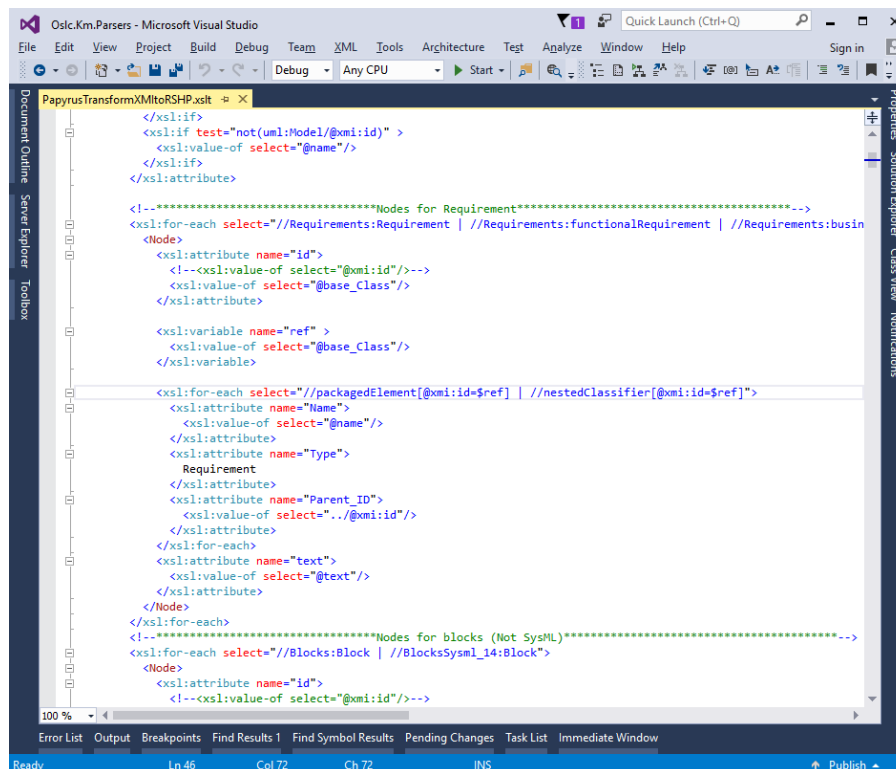 Oslc.Km.Parsers - Microsoft Visual Studio
1
Quick Launch (Ctrl+Q)
File Edit View Project Build Debug Team XML Tools Architecture Test Analyze Window Help Sign in
Debug Any CPU Start
Document Outline
Server Explorer
Toolbox
PapyrusTransformXMItoRSHP.xslt
</xsl:if>
<xsl:if test="not(uml:Model/@xmi:id)" >
<xsl:value-of select="@name"/>
</xsl:if>
</xsl:attribute>
<!--*********************************Nodes for Requirement*****************************************-->
<xsl:for-each select="//Requirements:Requirement | //Requirements:functionalRequirement | //Requirements:busin
<Node>
<xsl:attribute name="id">
<!--<xsl:value-of select="@xmi:id"/>-->
<xsl:value-of select="@base_Class"/>
</xsl:attribute>
<xsl:variable name="ref" >
<xsl:value-of select="@base_Class"/>
</xsl:variable>
<xsl:for-each select="//packagedElement[@xmi:id=$ref] | //nestedClassifier[@xmi:id=$ref]">
<xsl:attribute name="Name">
<xsl:value-of select="@name"/>
</xsl:attribute>
<xsl:attribute name="Type">
Requirement
</xsl:attribute>
<xsl:attribute name="Parent_ID">
<xsl:value-of select="../@xmi:id"/>
</xsl:attribute>
</xsl:for-each>
<xsl:attribute name="text">
<xsl:value-of select="@text"/>
</xsl:attribute>
</Node>
</xsl:for-each>
<!--*********************************Nodes for blocks (Not SysML)*****************************************-->
<xsl:for-each select="//Blocks:Block | //BlocksSysml_14:Block">
<Node>
<xsl:attribute name="id">
<!--<xsl:value-of select="@xmi:id"/>-->
Properties
Solution Explorer
Class View
Notifications
100 %
Error List Output Breakpoints Find Results 1 Find Symbol Results Pending Changes Task List Immediate Window
Ready Ln 46 Col 72 Ch 72 INS Publish